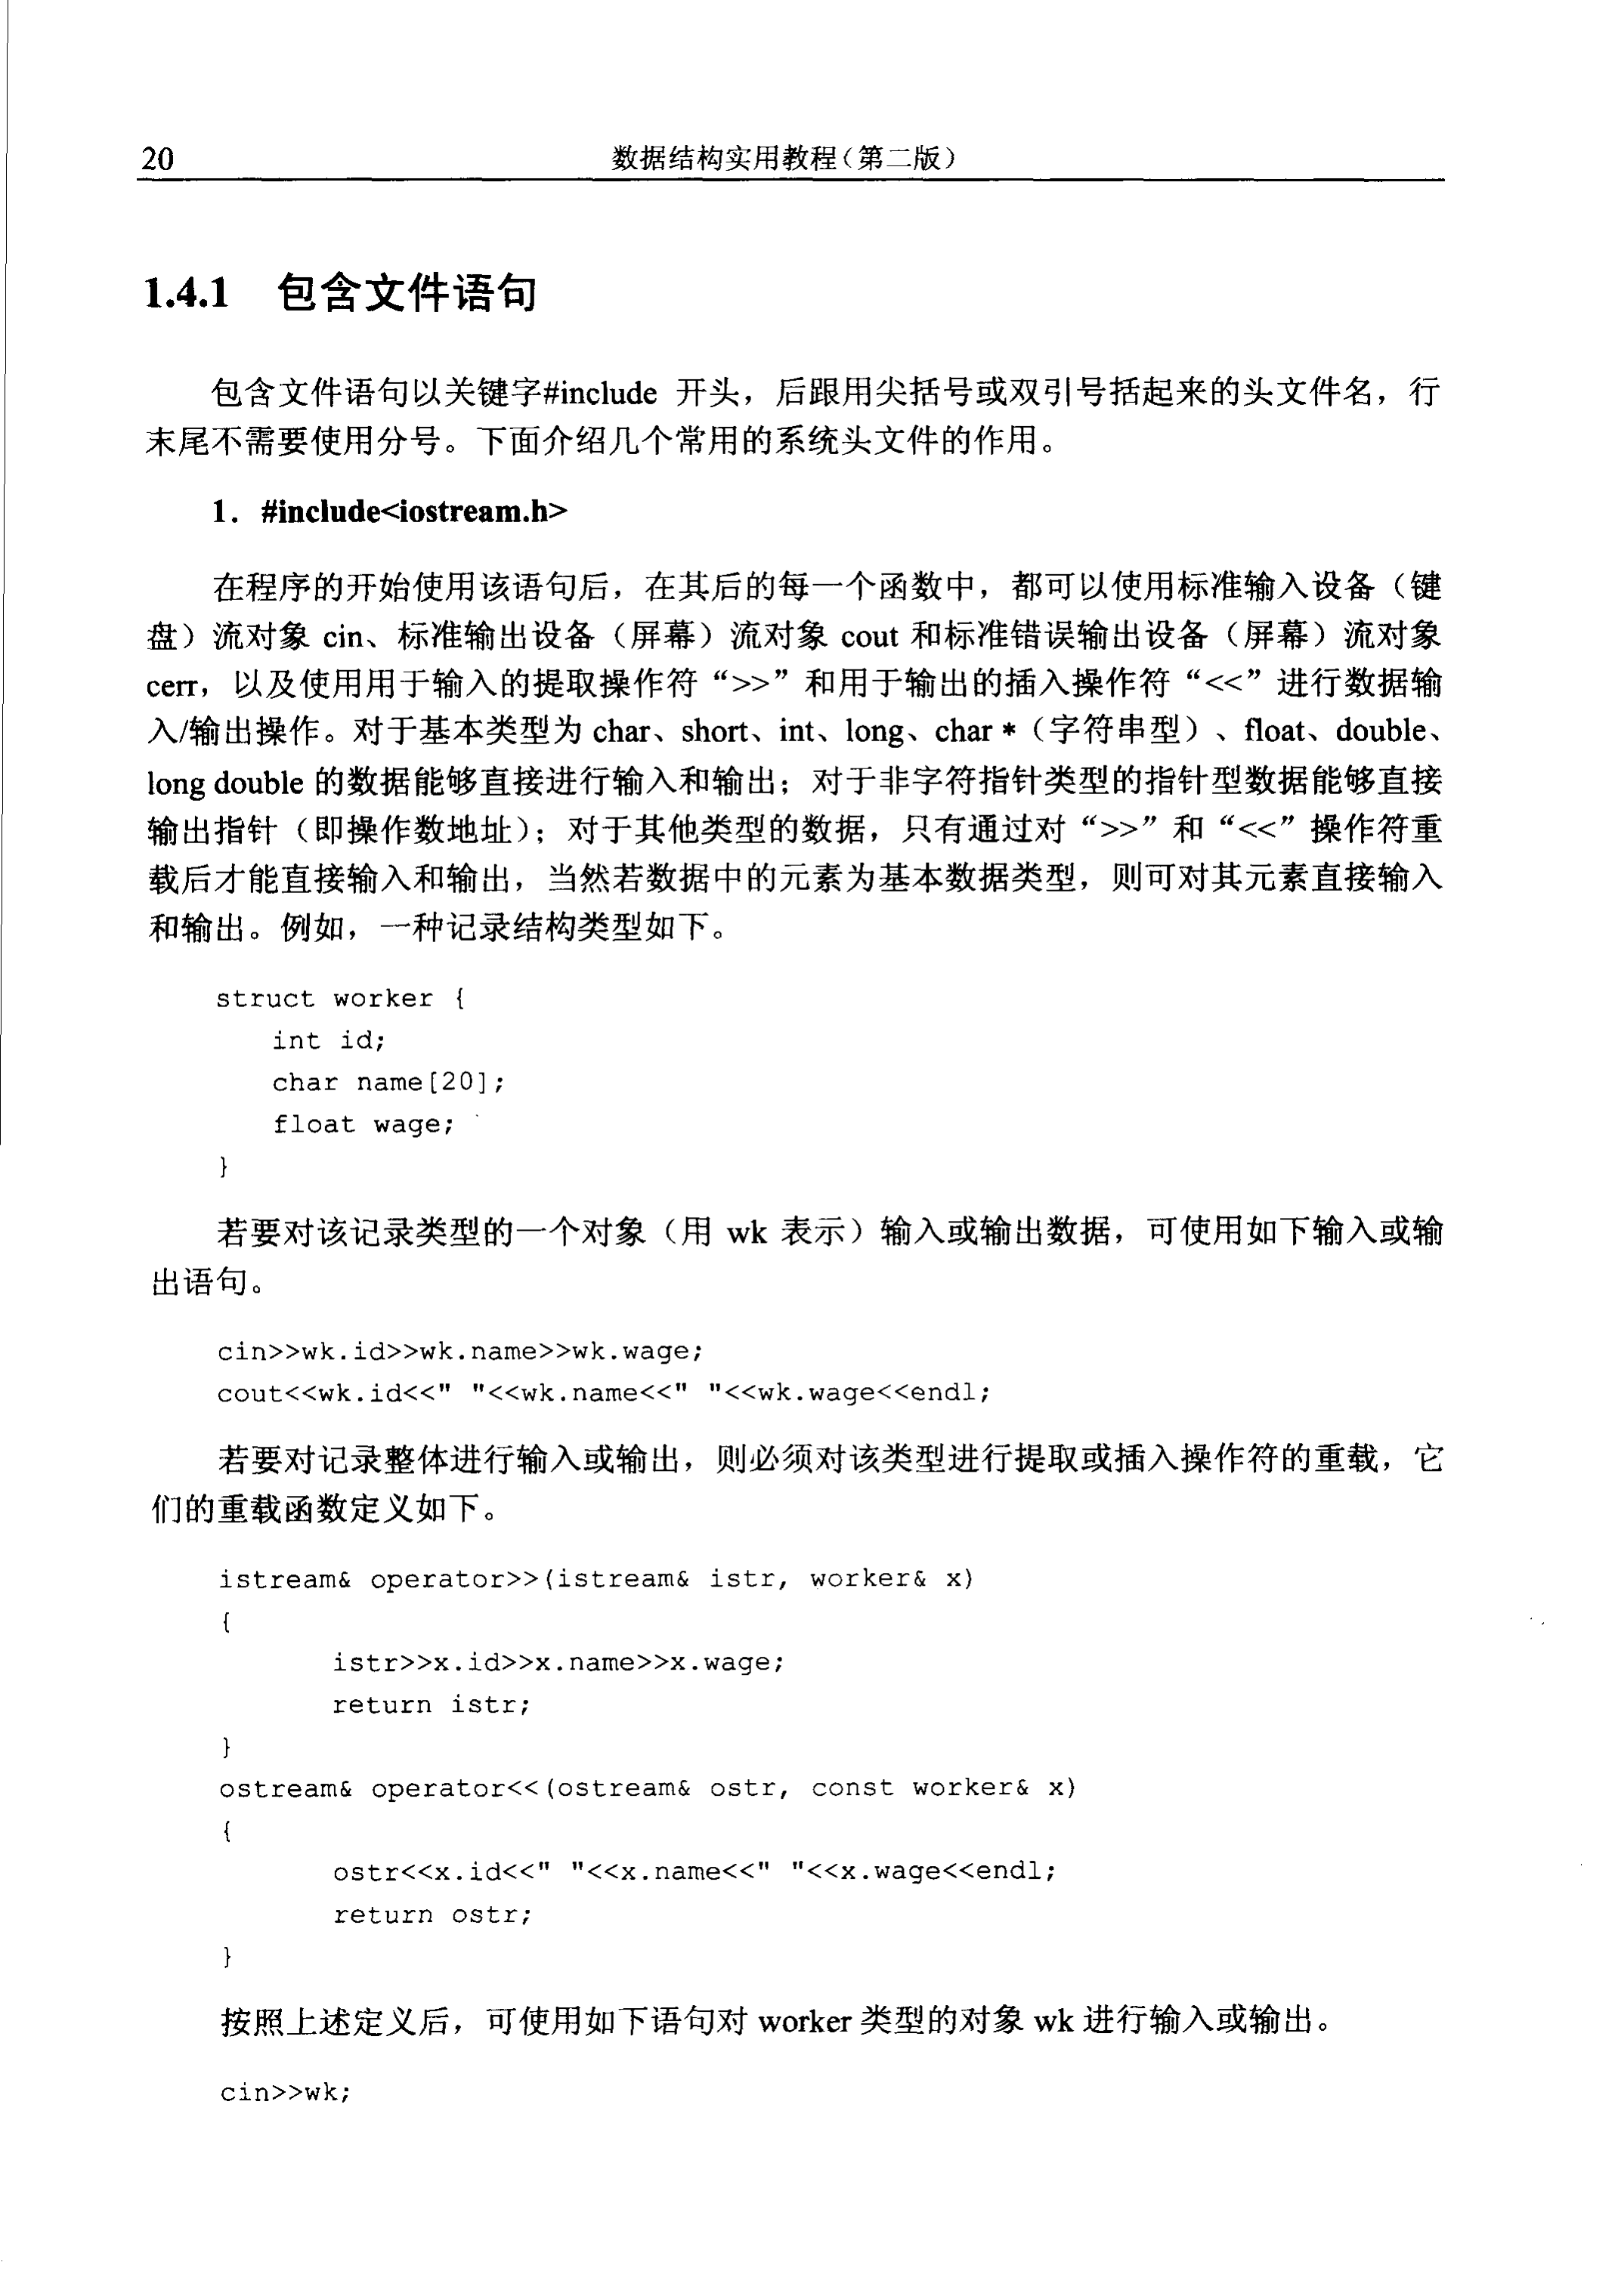 20
数据结构实用教程(第二版)
1.4.1 包含文件语句
包含文件语句以关键字#include 开头，后跟用尖括号或双引号括起来的头文件名，行
末尾不需要使用分号。下面介绍几个常用的系统头文件的作用。
1. #include<iostream.h>
在程序的开始使用该语句后，在其后的每一个函数中，都可以使用标准输入设备（键
盘）流对象 cin、标准输出设备（屏幕）流对象 cout 和标准错误输出设备（屏幕）流对象
cerr，以及使用用于输入的提取操作符“>>”和用于输出的插入操作符“<<”进行数据输
入/输出操作。对于基本类型为 char、short、int、long、char *（字符串型）、float、double、
long double 的数据能够直接进行输入和输出；对于非字符指针类型的指针型数据能够直接
输出指针（即操作数地址）；对于其他类型的数据，只有通过对“>>”和“<<”操作符重
载后才能直接输入和输出，当然若数据中的元素为基本数据类型，则可对其元素直接输入
和输出。例如，一种记录结构类型如下。
struct worker {
int id;
char name[20];
float wage;
}
若要对该记录类型的一个对象（用 wk 表示）输入或输出数据，可使用如下输入或输
出语句。
cin>>wk.id>>wk.name>>wk.wage;
cout<<wk.id<<" "<<wk.name<<" "<<wk.wage<<endl;
若要对记录整体进行输入或输出，则必须对该类型进行提取或插入操作符的重载，它
们的重载函数定义如下。
istream& operator>>(istream& istr, worker& x)
{
istr>>x.id>>x.name>>x.wage;
return istr;
}
ostream& operator<<(ostream& ostr, const worker& x)
{
ostr<<x.id<<" "<<x.name<<" "<<x.wage<<endl;
return ostr;
}
按照上述定义后，可使用如下语句对 worker 类型的对象 wk 进行输入或输出。
cin>>wk;